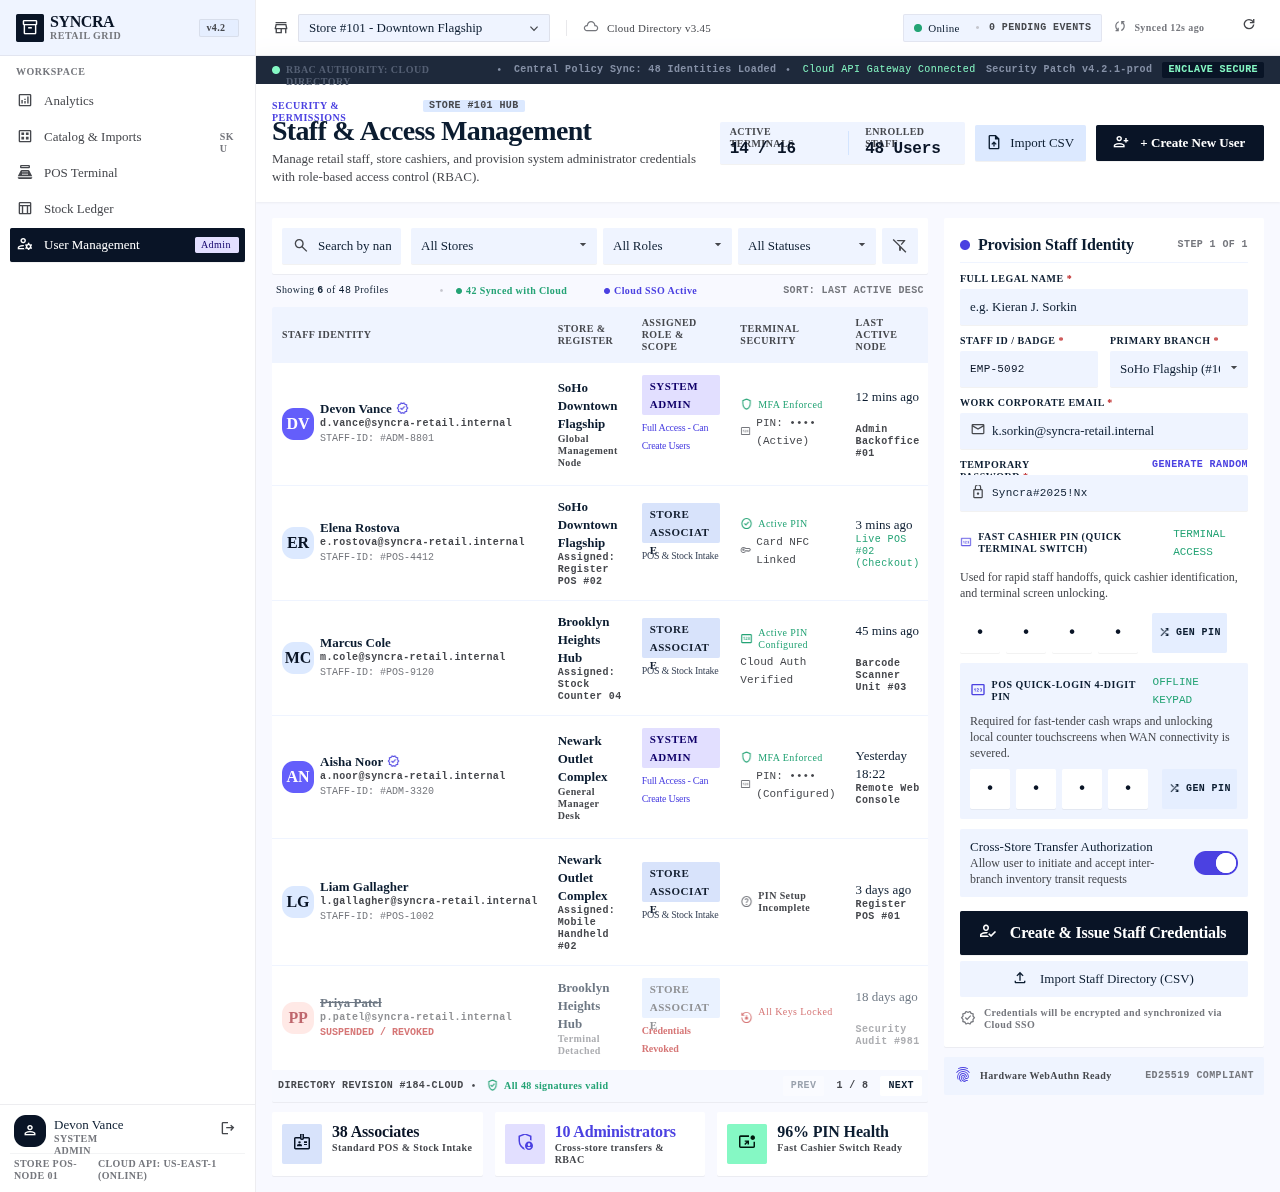 SYNCRA
RETAIL GRID
v4.2
Store #101 - Downtown Flagship
Cloud Directory v3.45
Online
• 0 PENDING EVENTS
Synced 12s ago
WORKSPACE
Analytics
Catalog & Imports
SK
U
POS Terminal
Stock Ledger
User Management
Admin
RBAC AUTHORITY: CLOUD
DIRECTORY
• Central Policy Sync: 48 Identities Loaded •
Cloud API Gateway Connected
Security Patch v4.2.1-prod
ENCLAVE SECURE
SECURITY &
PERMISSIONS
STORE #101 HUB
Staff & Access Management
Manage retail staff, store cashiers, and provision system administrator credentials
with role-based access control (RBAC).
ACTIVE
TERMINALS
14 / 16
ENROLLED
STAFF
48 Users
Import CSV
+ Create New User
Search by nan
All Stores
All Roles
All Statuses
Showing 6 of 48 Profiles
• 42 Synced with Cloud
Cloud SSO Active
SORT: LAST ACTIVE DESC
STAFF IDENTITY
STORE &
REGISTER
ASSIGNED
ROLE &
SCOPE
TERMINAL
SECURITY
LAST
ACTIVE
NODE
DV
Devon Vance
d.vance@syncra-retail.internal
STAFF-ID: #ADM-8801
SoHo
Downtown
Flagship
Global
Management
Node
SYSTEM
ADMIN
Full Access - Can
Create Users
MFA Enforced
PIN: ••••
(Active)
12 mins ago
Admin
Backoffice
#01
ER
Elena Rostova
e.rostova@syncra-retail.internal
STAFF-ID: #POS-4412
SoHo
Downtown
Flagship
Assigned:
Register
POS #02
STORE
ASSOCIAT
E
POS & Stock Intake
Active PIN
Card NFC
Linked
3 mins ago
Live POS
#02
(Checkout)
MC
Marcus Cole
m.cole@syncra-retail.internal
STAFF-ID: #POS-9120
Brooklyn
Heights
Hub
Assigned:
Stock
Counter 04
STORE
ASSOCIAT
E
POS & Stock Intake
Active PIN
Configured
Cloud Auth
Verified
45 mins ago
Barcode
Scanner
Unit #03
AN
Aisha Noor
a.noor@syncra-retail.internal
STAFF-ID: #ADM-3320
Newark
Outlet
Complex
General
Manager
Desk
SYSTEM
ADMIN
Full Access - Can
Create Users
MFA Enforced
PIN: ••••
(Configured)
Yesterday
18:22
Remote Web
Console
LG
Liam Gallagher
l.gallagher@syncra-retail.internal
STAFF-ID: #POS-1002
Newark
Outlet
Complex
Assigned:
Mobile
Handheld
#02
STORE
ASSOCIAT
E
POS & Stock Intake
PIN Setup
Incomplete
3 days ago
Register
POS #01
PP
Priya Patel
p.patel@syncra-retail.internal
SUSPENDED / REVOKED
Brooklyn
Heights
Hub
Terminal
Detached
STORE
ASSOCIAT
E
Credentials
Revoked
All Keys Locked
18 days ago
Security
Audit #981
DIRECTORY REVISION #184-CLOUD •
All 48 signatures valid
PREV
1 / 8
NEXT
38 Associates
Standard POS & Stock Intake
10 Administrators
Cross-store transfers &
RBAC
96% PIN Health
Fast Cashier Switch Ready
Provision Staff Identity
STEP 1 OF 1
FULL LEGAL NAME *
e.g. Kieran J. Sorkin
STAFF ID / BADGE *
PRIMARY BRANCH *
EMP-5092
SoHo Flagship (#10
WORK CORPORATE EMAIL *
k.sorkin@syncra-retail.internal
TEMPORARY
PASSWORD *
GENERATE RANDOM
Syncra#2025!Nx
FAST CASHIER PIN (QUICK
TERMINAL SWITCH)
TERMINAL
ACCESS
Used for rapid staff handoffs, quick cashier identification,
and terminal screen unlocking.
• • • •
GEN PIN
POS QUICK-LOGIN 4-DIGIT
PIN
OFFLINE
KEYPAD
Required for fast-tender cash wraps and unlocking
local counter touchscreens when WAN connectivity is
severed.
• • • •
GEN PIN
Cross-Store Transfer Authorization
Allow user to initiate and accept inter-
branch inventory transit requests
Create & Issue Staff Credentials
Import Staff Directory (CSV)
Credentials will be encrypted and synchronized via
Cloud SSO
Hardware WebAuthn Ready
ED25519 COMPLIANT
Devon Vance
SYSTEM
ADMIN
STORE POS-
NODE 01
CLOUD API: US-EAST-1
(ONLINE)